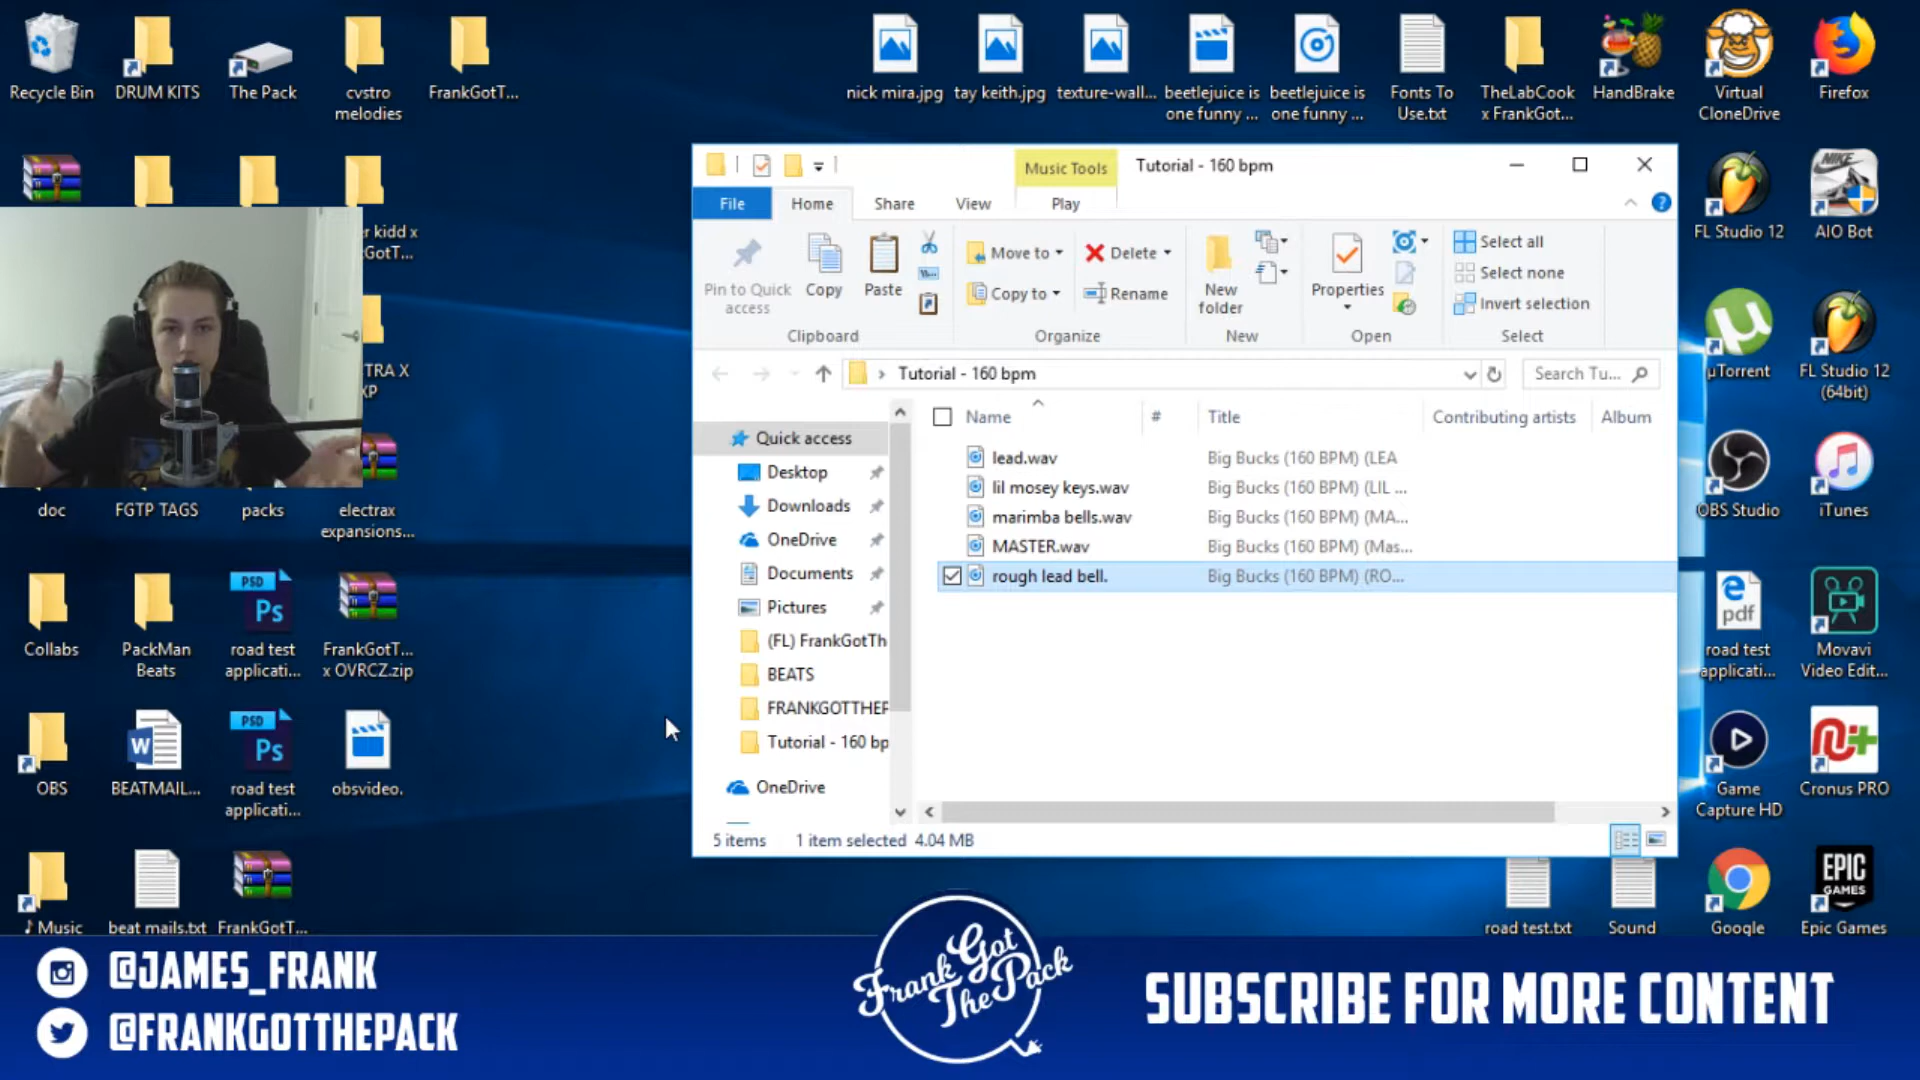 Recycle Bin
DRUM KITS
The Pack
cvstro
melodies
FrankGotT...
nick mira.jpg
tay keith.jpg
texture-wall...
beetlejuice is
one funny ...
beetlejuice is
one funny ...
Fonts To
Use.txt
TheLabCook
x FrankGot...
HandBrake
Virtual
CloneDrive
Firefox
r kidd x
GotT...
TRA X
XP
FL Studio 12
AIO Bot
µTorrent
FL Studio 12
(64bit)
OBS Studio
iTunes
doc
FGTP TAGS
packs
electrax
expansions...
Collabs
PackMan
Beats
PSD
Ps
road test
applicati...
FrankGotT...
x OVRCZ.zip
OBS
BEATMAIL...
PSD
Ps
road test
applicati...
obsvideo.
♪ Music
beat mails.txt
FrankGotT...
pdf
road test
applicati...
Movavi
Video Edit...
Game
Capture HD
Cronus PRO
road test.txt
Sound
Google
EPIC
GAMES
Epic Games
Music Tools
Tutorial - 160 bpm
File
Home
Share
View
Play
Pin to Quick
access
Copy
Paste
Clipboard
Move to
Copy to
Delete
Rename
Organize
New
folder
New
Properties
Open
Select all
Select none
Invert selection
Select
Tutorial - 160 bpm
Search Tu...
Quick access
Desktop
Downloads
OneDrive
Documents
Pictures
(FL) FrankGotTh
BEATS
FRANKGOTTHEP
Tutorial - 160 bp
OneDrive
Name # Title Contributing artists Album
lead.wav Big Bucks (160 BPM) (LEA
lil mosey keys.wav Big Bucks (160 BPM) (LIL ...
marimba bells.wav Big Bucks (160 BPM) (MA...
MASTER.wav Big Bucks (160 BPM) (Mas...
rough lead bell. Big Bucks (160 BPM) (RO...
5 items 1 item selected 4.04 MB
@JAMES_FRANK
@FRANKGOTTHEPACK
Frank Got
The Pack
SUBSCRIBE FOR MORE CONTENT